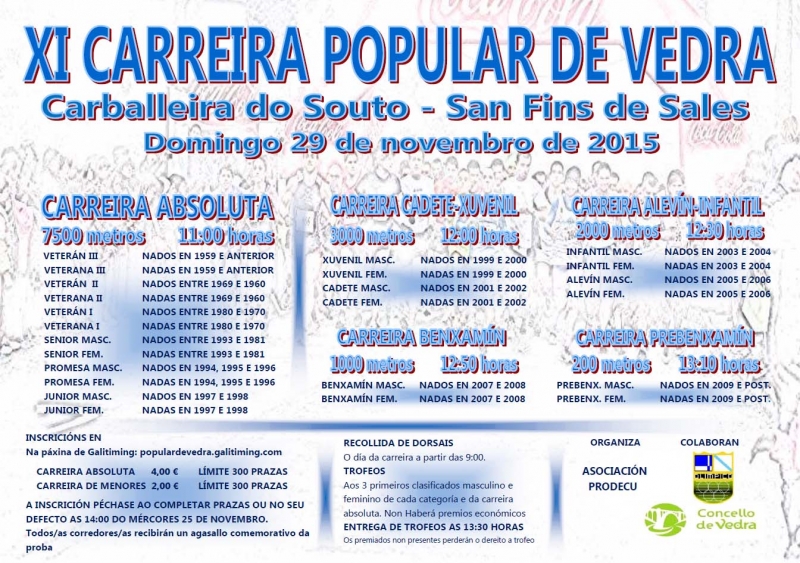 XI CARREIRA POPULAR DE VEDRA
Carballeira do Souto - San Fins de Sales
Domingo 29 de novembro de 2015
CARREIRA ABSOLUTA
7500 metros 11:00 horas
VETERÁN III NADOS EN 1959 E ANTERIOR
VETERANA III NADAS EN 1959 E ANTERIOR
VETERÁN II NADOS ENTRE 1969 E 1960
VETERANA II NADAS ENTRE 1969 E 1960
VETERÁN I NADOS ENTRE 1980 E 1970
VETERANA I NADAS ENTRE 1980 E 1970
SENIOR MASC. NADOS ENTRE 1993 E 1981
SENIOR FEM. NADAS ENTRE 1993 E 1981
PROMESA MASC. NADOS EN 1994, 1995 E 1996
PROMESA FEM. NADAS EN 1994, 1995 E 1996
JUNIOR MASC. NADOS EN 1997 E 1998
JUNIOR FEM. NADAS EN 1997 E 1998
CARREIRA CADETE-XUVENIL
3000 metros 12:00 horas
XUVENIL MASC. NADOS EN 1999 E 2000
XUVENIL FEM. NADAS EN 1999 E 2000
CADETE MASC. NADOS EN 2001 E 2002
CADETE FEM. NADAS EN 2001 E 2002
CARREIRA BENXAMÍN
1000 metros 12:50 horas
BENXAMÍN MASC. NADOS EN 2007 E 2008
BENXAMÍN FEM. NADAS EN 2007 E 2008
CARREIRA ALEVÍN-INFANTIL
2000 metros 12:30 horas
INFANTIL MASC. NADOS EN 2003 E 2004
INFANTIL FEM. NADAS EN 2003 E 2004
ALEVÍN MASC. NADOS EN 2005 E 2006
ALEVÍN FEM. NADAS EN 2005 E 2006
CARREIRA PREBENXAMÍN
200 metros 13:10 horas
PREBENX. MASC. NADOS EN 2009 E POST.
PREBENX. FEM. NADAS EN 2009 E POST.
INSCRICIÓNS EN
Na páxina de Galitiming: populardevedra.galitiming.com
CARREIRA ABSOLUTA 4,00 € LÍMITE 300 PRAZAS
CARREIRA DE MENORES 2,00 € LÍMITE 300 PRAZAS
A INSCRICIÓN PÉCHASE AO COMPLETAR PRAZAS OU NO SEU
DEFECTO AS 14:00 DO MÉRCORES 25 DE NOVEMBRO.
Todos/as corredores/as recibirán un agasallo comemorativo da
proba
RECOLLIDA DE DORSAIS
O día da carreira a partir das 9:00.
TROFEOS
Aos 3 primeiros clasificados masculino e
feminino de cada categoría e da carreira
absoluta. Non Haberá premios económicos
ENTREGA DE TROFEOS AS 13:30 HORAS
Os premiados non presentes perderán o dereito a trofeo
ORGANIZA
ASOCIACIÓN
PRODECU
COLABORAN
OLIMPICO
Concello
de Vedra